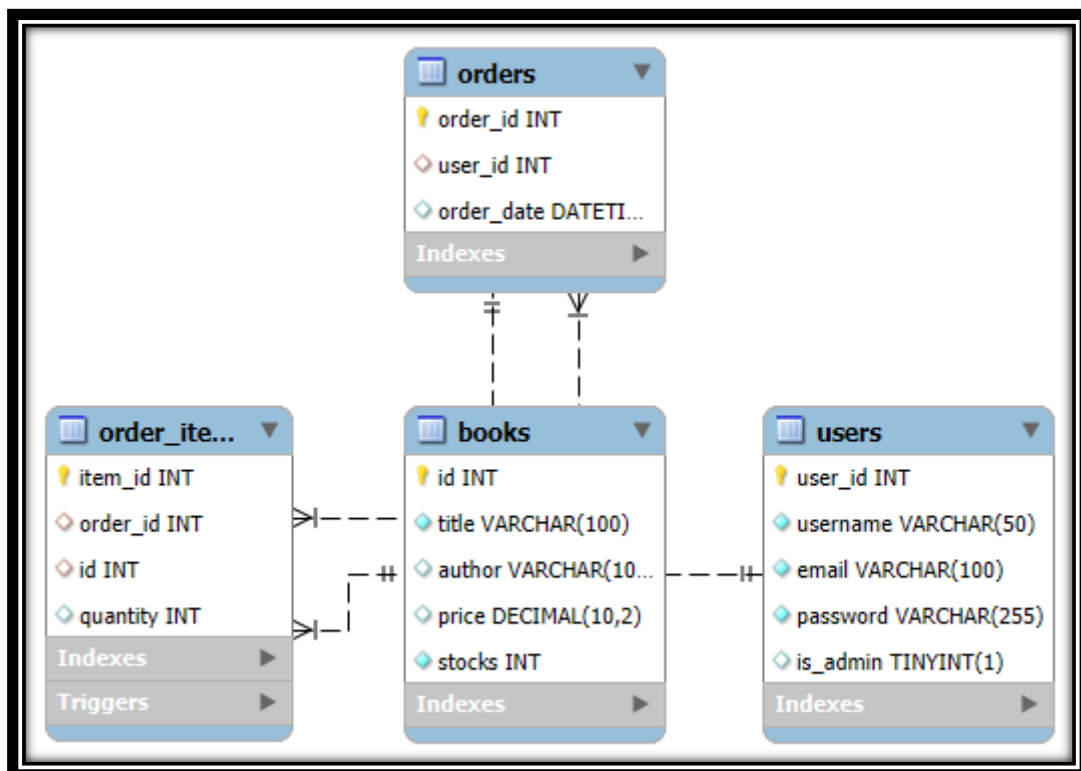 orders
order_id INT
user_id INT
order_date DATETI...
Indexes
order_ite...
item_id INT
order_id INT
id INT
quantity INT
Indexes
Triggers
books
id INT
title VARCHAR(100)
author VARCHAR(10...
price DECIMAL(10,2)
stocks INT
Indexes
users
user_id INT
username VARCHAR(50)
email VARCHAR(100)
password VARCHAR(255)
is_admin TINYINT(1)
Indexes